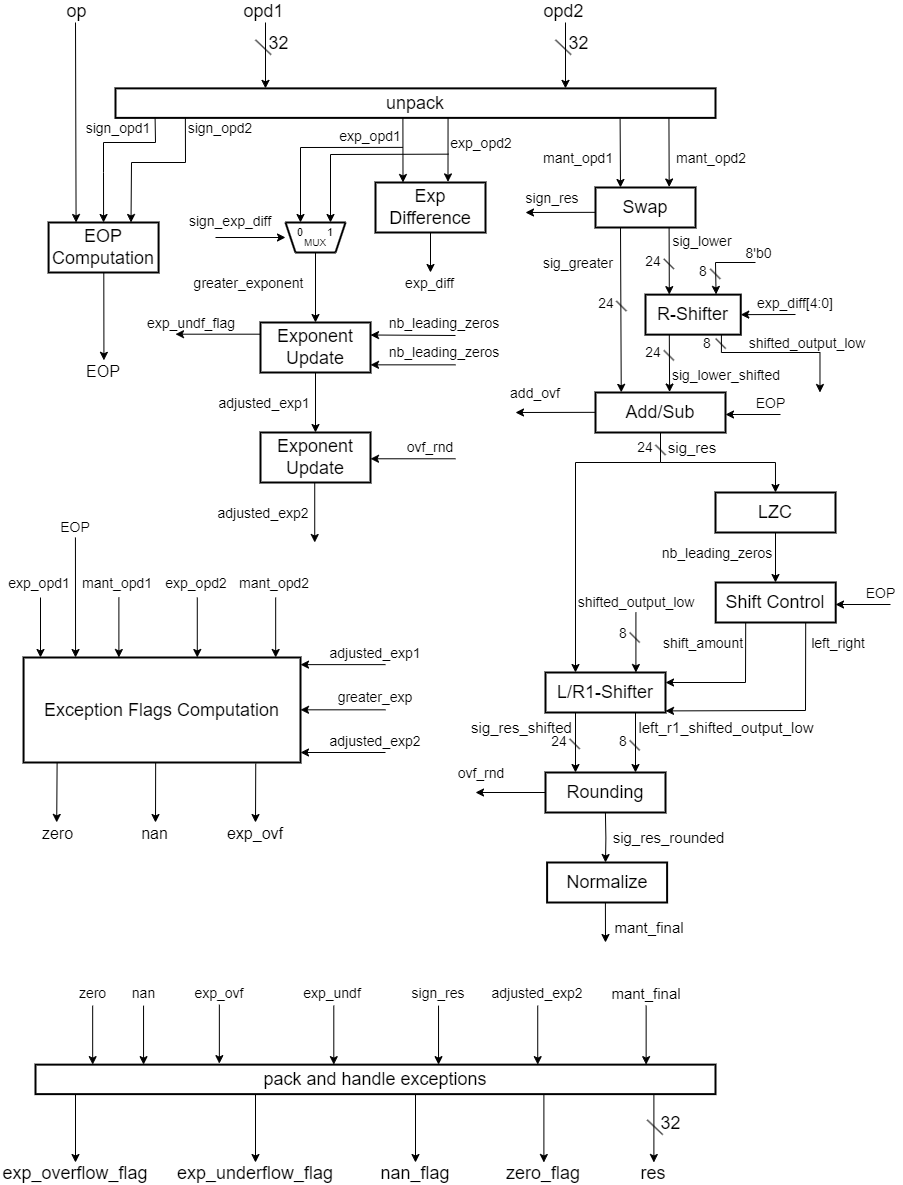 op
opd1
opd2
32
32
unpack
sign_opd1
sign_opd2
exp_opd1
exp_opd2
mant_opd1
mant_opd2
EOP
Computation
sign_exp_diff
0 1
MUX
Exp
Difference
sign_res
Swap
greater_exponent
exp_diff
sig_greater
sig_lower
24
8
8'b0
24
R-Shifter
exp_diff[4:0]
exp_undf_flag
Exponent
Update
nb_leading_zeros
nb_leading_zeros
24
8
shifted_output_low
sig_lower_shifted
EOP
adjusted_exp1
add_ovf
Add/Sub
EOP
Exponent
Update
ovf_rnd
24
sig_res
adjusted_exp2
LZC
nb_leading_zeros
EOP
exp_opd1
mant_opd1
exp_opd2
mant_opd2
Shift Control
EOP
shifted_output_low
8
shift_amount
left_right
Exception Flags Computation
adjusted_exp1
greater_exp
adjusted_exp2
L/R1-Shifter
sig_res_shifted
24
8
left_r1_shifted_output_low
ovf_rnd
Rounding
zero
nan
exp_ovf
sig_res_rounded
Normalize
mant_final
zero
nan
exp_ovf
exp_undf
sign_res
adjusted_exp2
mant_final
pack and handle exceptions
32
exp_overflow_flag
exp_underflow_flag
nan_flag
zero_flag
res